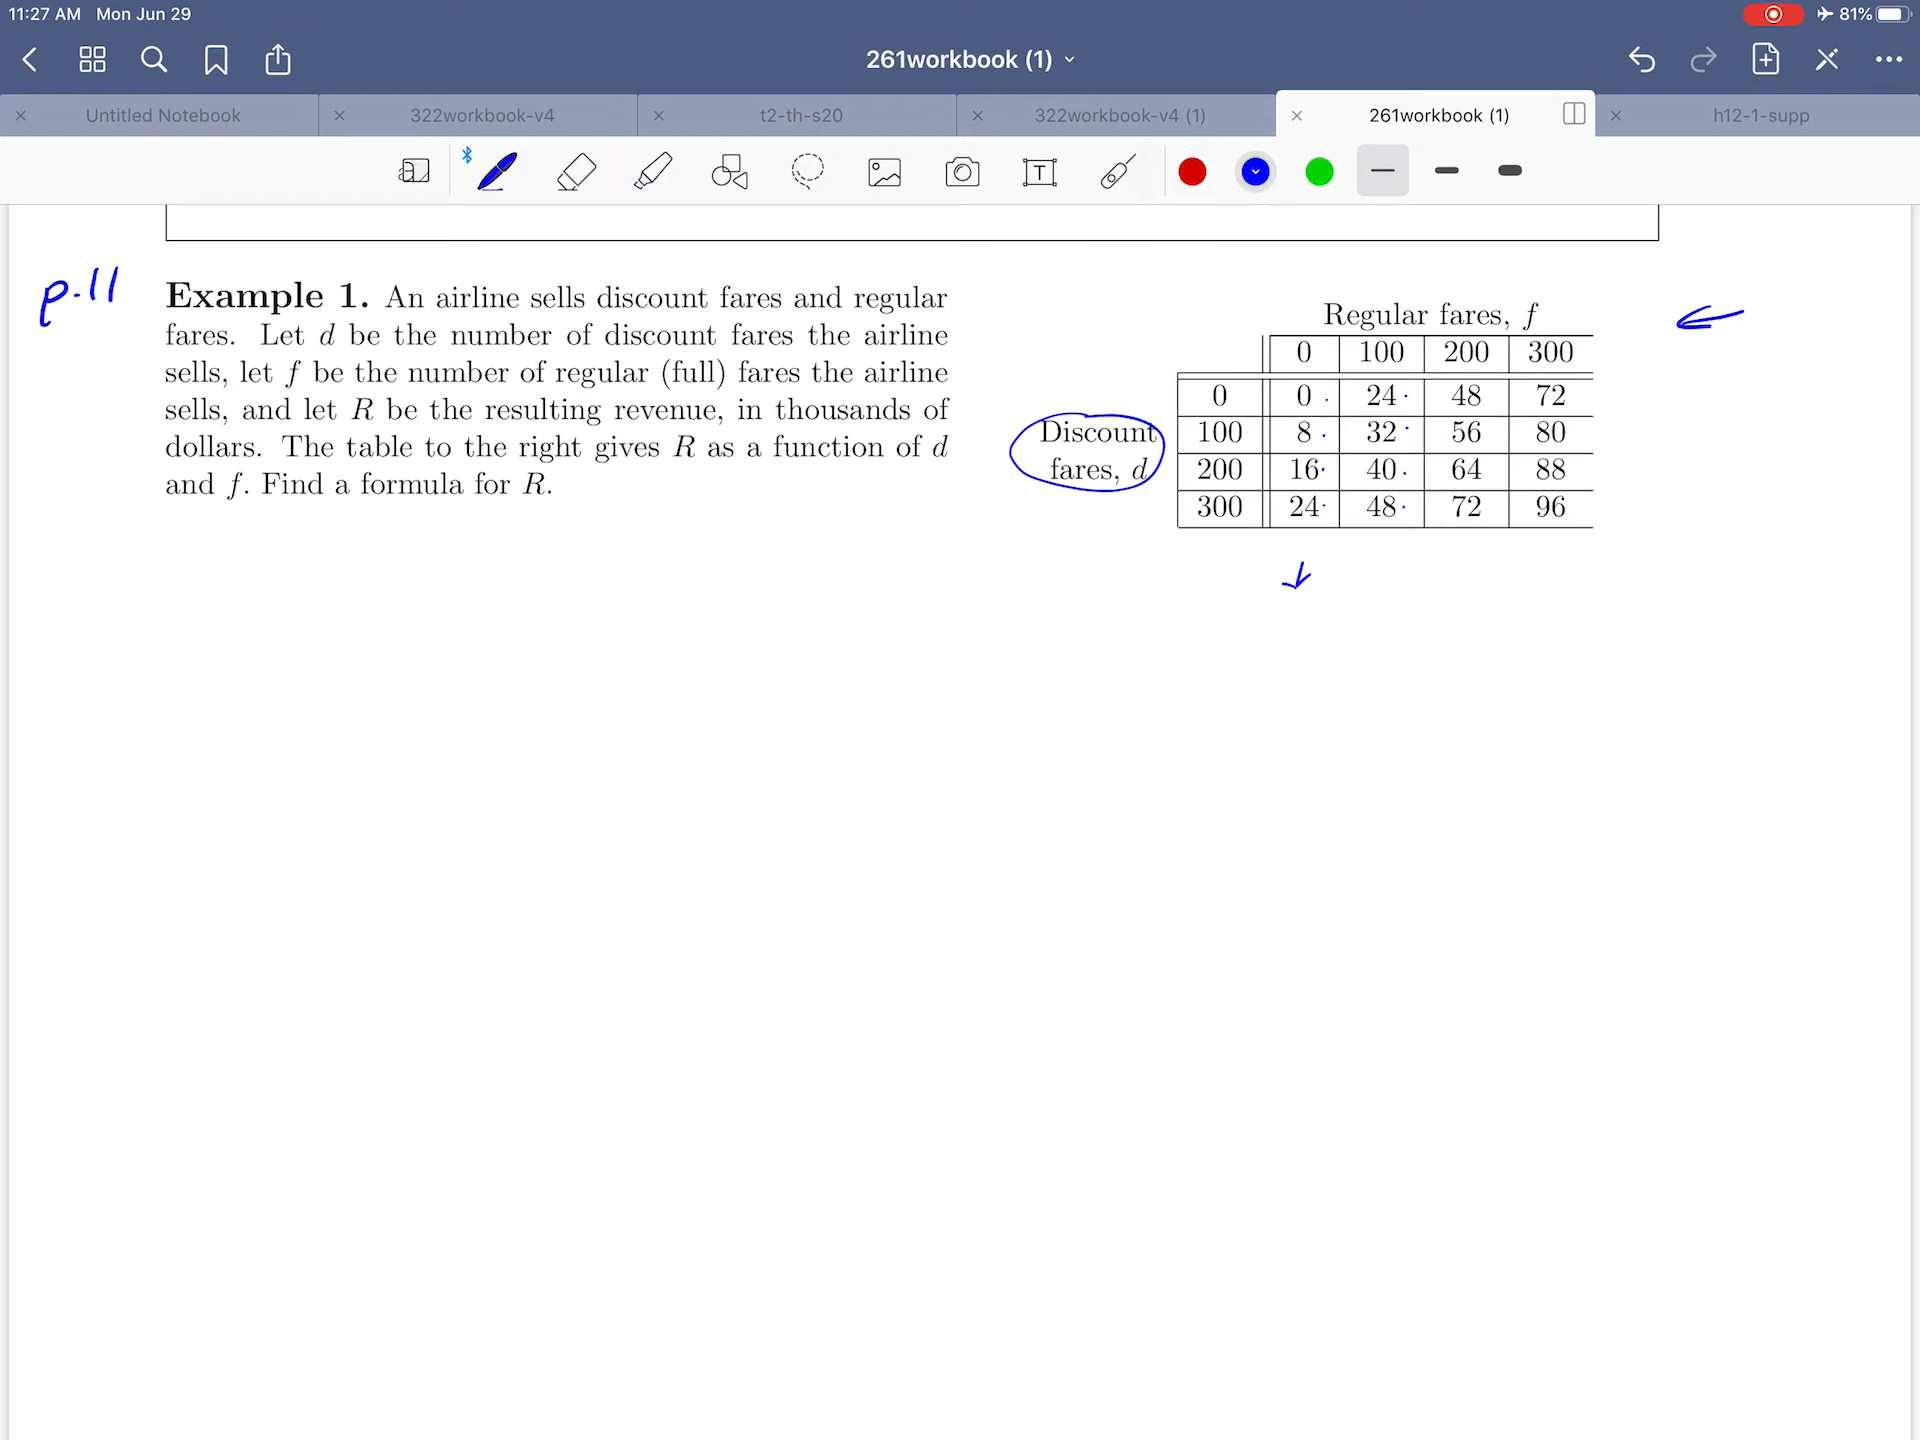 11:27 AM Mon Jun 29
81%
261workbook (1)
Untitled Notebook
322workbook-v4
t2-th-s20
322workbook-v4 (1)
261workbook (1)
h12-1-supp
p.11
Example 1. An airline sells discount fares and regular
fares. Let d be the number of discount fares the airline
sells, let f be the number of regular (full) fares the airline
sells, and let R be the resulting revenue, in thousands of
dollars. The table to the right gives R as a function of d
and f. Find a formula for R.
Regular fares, f
0 100 200 300
0 0 24 48 72
Discount
100 8 32 56 80
fares, d
200 16 40 64 88
300 24 48 72 96